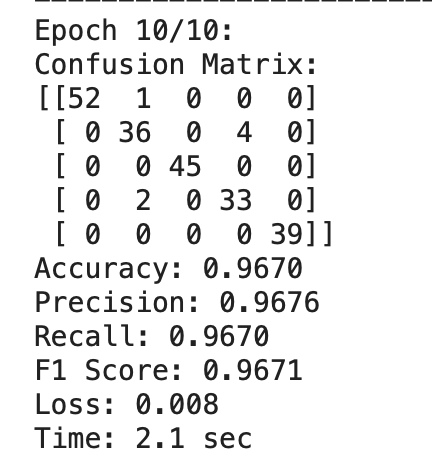 Epoch 10/10:
Confusion Matrix:
[[52  1  0  0  0]
 [ 0 36  0  4  0]
 [ 0  0 45  0  0]
 [ 0  2  0 33  0]
 [ 0  0  0  0 39]]
Accuracy: 0.9670
Precision: 0.9676
Recall: 0.9670
F1 Score: 0.9671
Loss: 0.008
Time: 2.1 sec